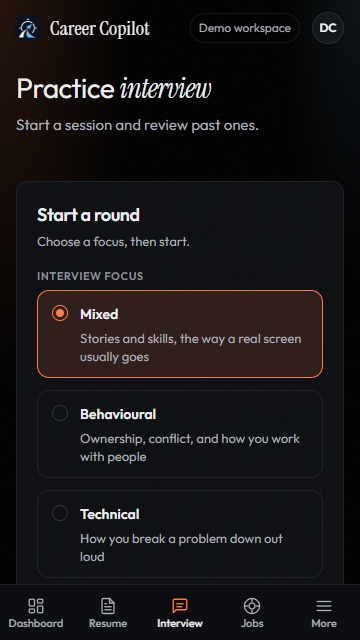 Career Copilot
Demo workspace
DC
Practice interview
Start a session and review past ones.
Start a round
Choose a focus, then start.
INTERVIEW FOCUS
Mixed
Stories and skills, the way a real screen
usually goes
Behavioural
Ownership, conflict, and how you work
with people
Technical
How you break a problem down out
loud
Dashboard
Resume
Interview
Jobs
More